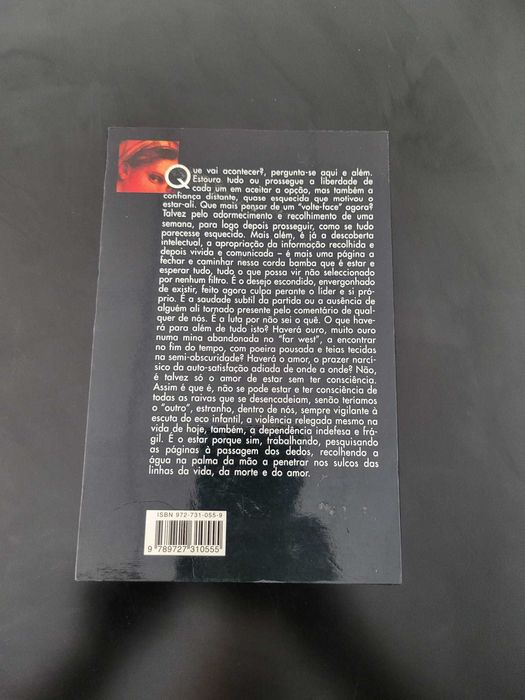 Que vai acontecer?, pergunta-se aqui e além.
Estoura tudo ou prossegue a liberdade de
cada um em aceitar a opção, mas também a
confiança distante, quase esquecida que motivou o
estar-ali. Que mais pensar de um "volte-face" agora?
Talvez pelo adormecimento e recolhimento de uma
semana, para logo depois prosseguir, como se tudo
parecesse esquecido. Mais além, é já a descoberta
intelectual, a apropriação da informação recolhida e
depois vivida e comunicada – é mais uma página a
fechar e caminhar nessa corda bamba que é estar e
esperar tudo, tudo o que possa vir não seleccionado
por nenhum filtro. É o desejo escondido, envergonhado
de existir, feito agora culpa perante o líder e si pró-
prio. É a saudade subtil da partida ou a ausência de
alguém ali tornado presente pelo comentário de qual-
quer de nós. É a luta por não sei o quê. O que have-
rá para além de tudo isto? Haverá ouro, muito ouro
numa mina abandonada no "far west", a encontrar
no fim do tempo, com poeira pousada e teias tecidas
na semi-obscuridade? Haverá o amor, o prazer narcí-
sico da auto-satisfação adiada de onde a onde? Não,
é talvez só o amor de estar sem ter consciência.
Assim é que é, não se pode estar e ter consciência de
todas as raivas que se desencadeiam, senão teríamos
o "outro", estranho, dentro de nós, sempre vigilante à
escuta do eco infantil, a violência relegada mesmo na
vida de hoje, também, a dependência indefesa e frá-
gil. É o estar porque sim, trabalhando, pesquisando
as páginas à passagem dos dedos, recolhendo a
água na palma da mão a penetrar nos sulcos das
linhas da vida, da morte e do amor.
ISBN 972-731-055-9
9 789727 310555